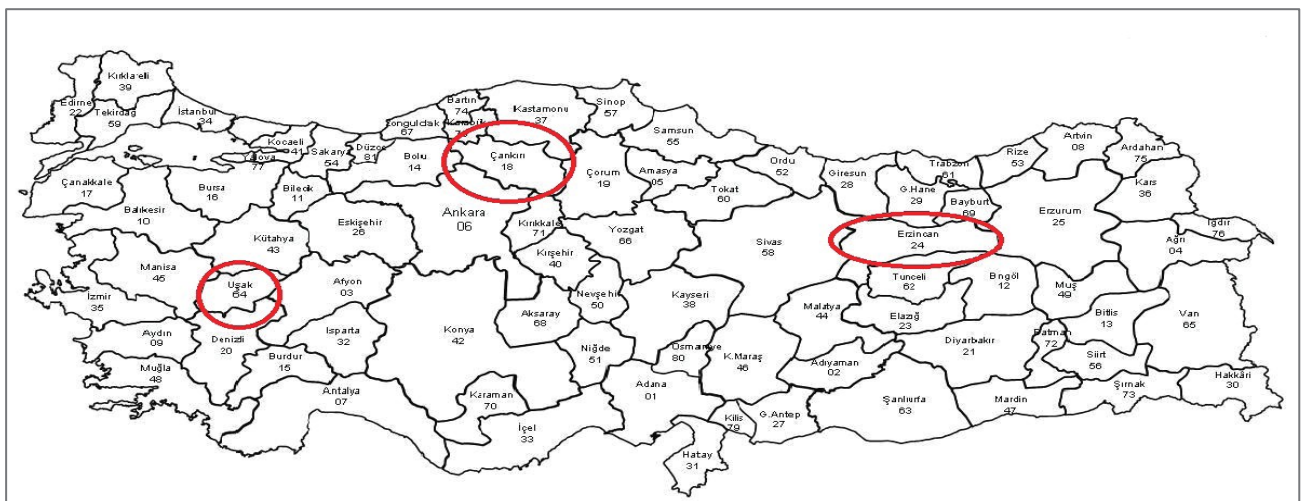 Kırklareli
39
Edirne
22
Tekirdağ
59
İstanbul
34
Kocaeli
41
Yalova
77
Sakarya
54
Düzce
81
Zonguldak
67
Bartın
74
Karabük
78
Kastamonu
37
Sinop
57
Samsun
55
Çankırı
18
Bolu
14
Çorum
19
Amasya
05
Tokat
60
Ordu
52
Giresun
28
Trabzon
61
G.Hane
29
Bayburt
69
Rize
53
Artvin
08
Ardahan
75
Kars
36
Iğdır
76
Ağrı
04
Erzurum
25
Erzincan
24
Çanakkale
17
Balıkesir
10
Bursa
16
Bilecik
11
Eskişehir
26
Kütahya
43
Ankara
06
Kırıkkale
71
Kırşehir
40
Yozgat
66
Sivas
58
Tunceli
62
Bingöl
12
Muş
49
Bitlis
13
Van
65
Manisa
45
Uşak
64
Afyon
03
İzmir
35
Aydın
09
Denizli
20
Muğla
48
Burdur
15
Isparta
32
Antalya
07
Konya
42
Aksaray
68
Nevşehir
50
Niğde
51
Kayseri
38
Malatya
44
Elazığ
23
Diyarbakır
21
Batman
72
Siirt
56
Şırnak
73
Hakkâri
30
Karaman
70
İçel
33
Adana
01
Osmaniye
80
K.Maraş
46
Adıyaman
02
Şanlıurfa
63
Mardin
47
Kilis
79
G.Antep
27
Hatay
31